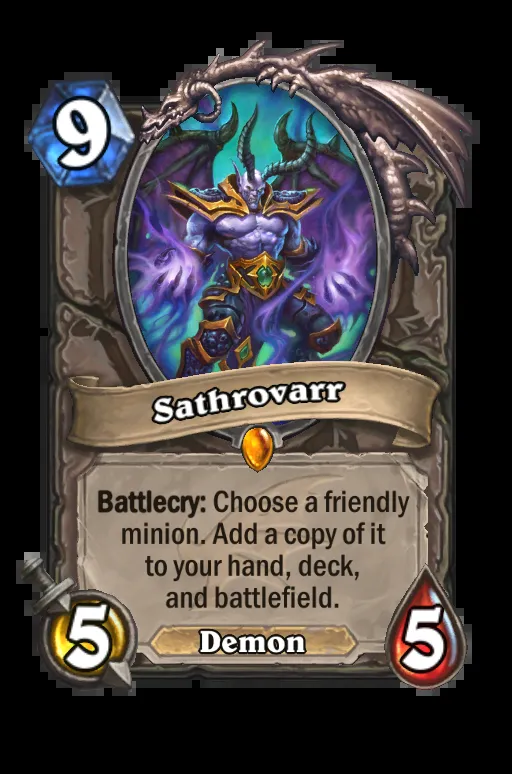 9
Sathrovarr
Battlecry: Choose a friendly
minion. Add a copy of it
to your hand, deck,
and battlefield.
5
Demon
5